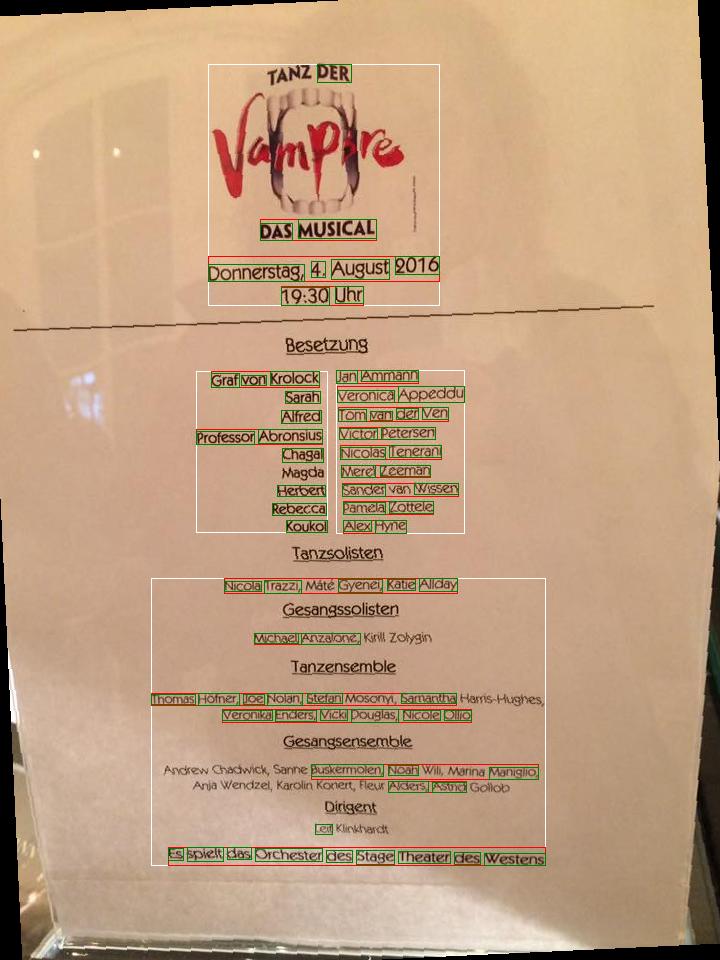 TANZ DER
Vampire
DAS MUSICAL
Donnerstag, 4. August 2016
19:30 Uhr
Besetzung
Graf von Krolock Jan Ammann
Sarah Veronica Appeddu
Alfred Tom van der Ven
Professor Abronsius Victor Petersen
Chagal Nicolas Tenerani
Magda Merel Zeeman
Herbert Sander van Wissen
Rebecca Pamela Zottele
Koukol Alex Hyne
Tanzsolisten
Nicola Trazzi, Máté Gyenei, Katie Allday
Gesangssolisten
Michael Anzalone, Kirill Zolygin
Tanzensemble
Thomas Höfner, Joe Nolan, Stefan Mosonyi, Samantha Harris-Hughes,
Veronika Enders, Vicki Douglas, Nicole Ollio
Gesangsensemble
Andrew Chadwick, Sanne Buskermolen, Noah Wili, Marina Maniglio,
Anja Wendzel, Karolin Konert, Fleur Alders, Astrid Gollob
Dirigent
Leif Klinkhardt
Es spielt das Orchester des Stage Theater des Westens